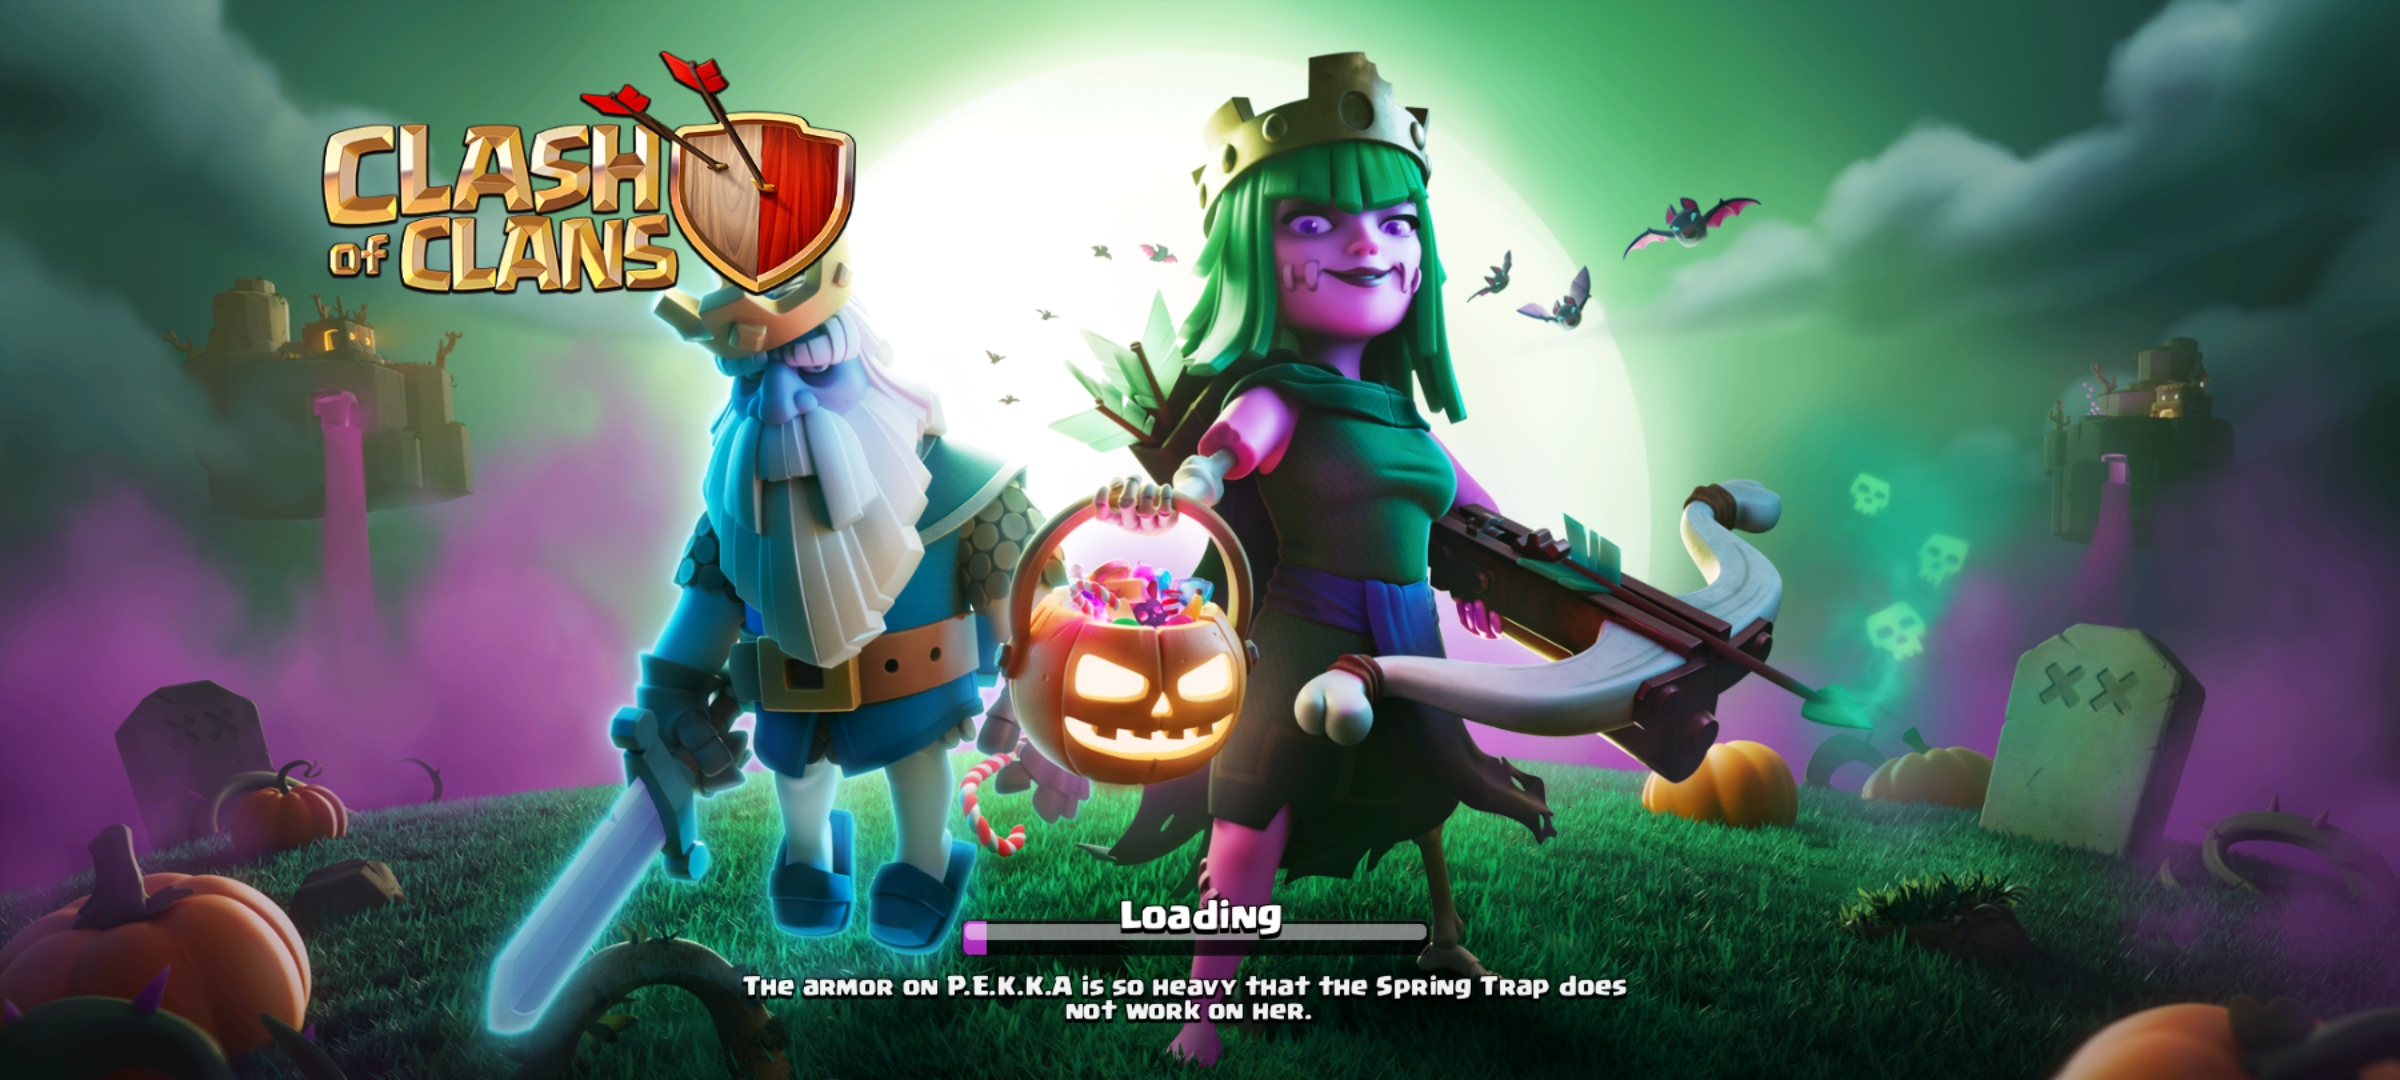 CLASH
OF CLANS
Loading
The armor on P.E.K.K.A is so heavy that the Spring Trap does
not work on her.